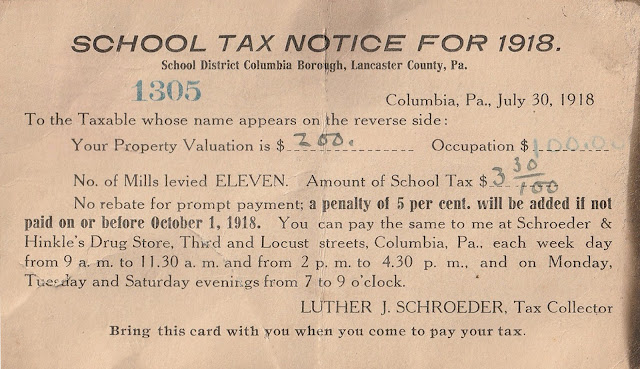 SCHOOL TAX NOTICE FOR 1918.
School District Columbia Borough, Lancaster County, Pa.
1305
Columbia, Pa., July 30, 1918
To the Taxable whose name appears on the reverse side:
Your Property Valuation is $ 200. Occupation $ 100.00
No. of Mills levied ELEVEN. Amount of School Tax $ 3 30/100
No rebate for prompt payment; a penalty of 5 per cent. will be added if not
paid on or before October 1, 1918. You can pay the same to me at Schroeder &
Hinkle's Drug Store, Third and Locust streets, Columbia, Pa.. each week day
from 9 a. m. to 11.30 a. m. and from 2 p. m. to 4.30 p. m., and on Monday,
Tuesday and Saturday evenings from 7 to 9 o'clock.
LUTHER J. SCHROEDER, Tax Collector
Bring this card with you when you come to pay your tax.